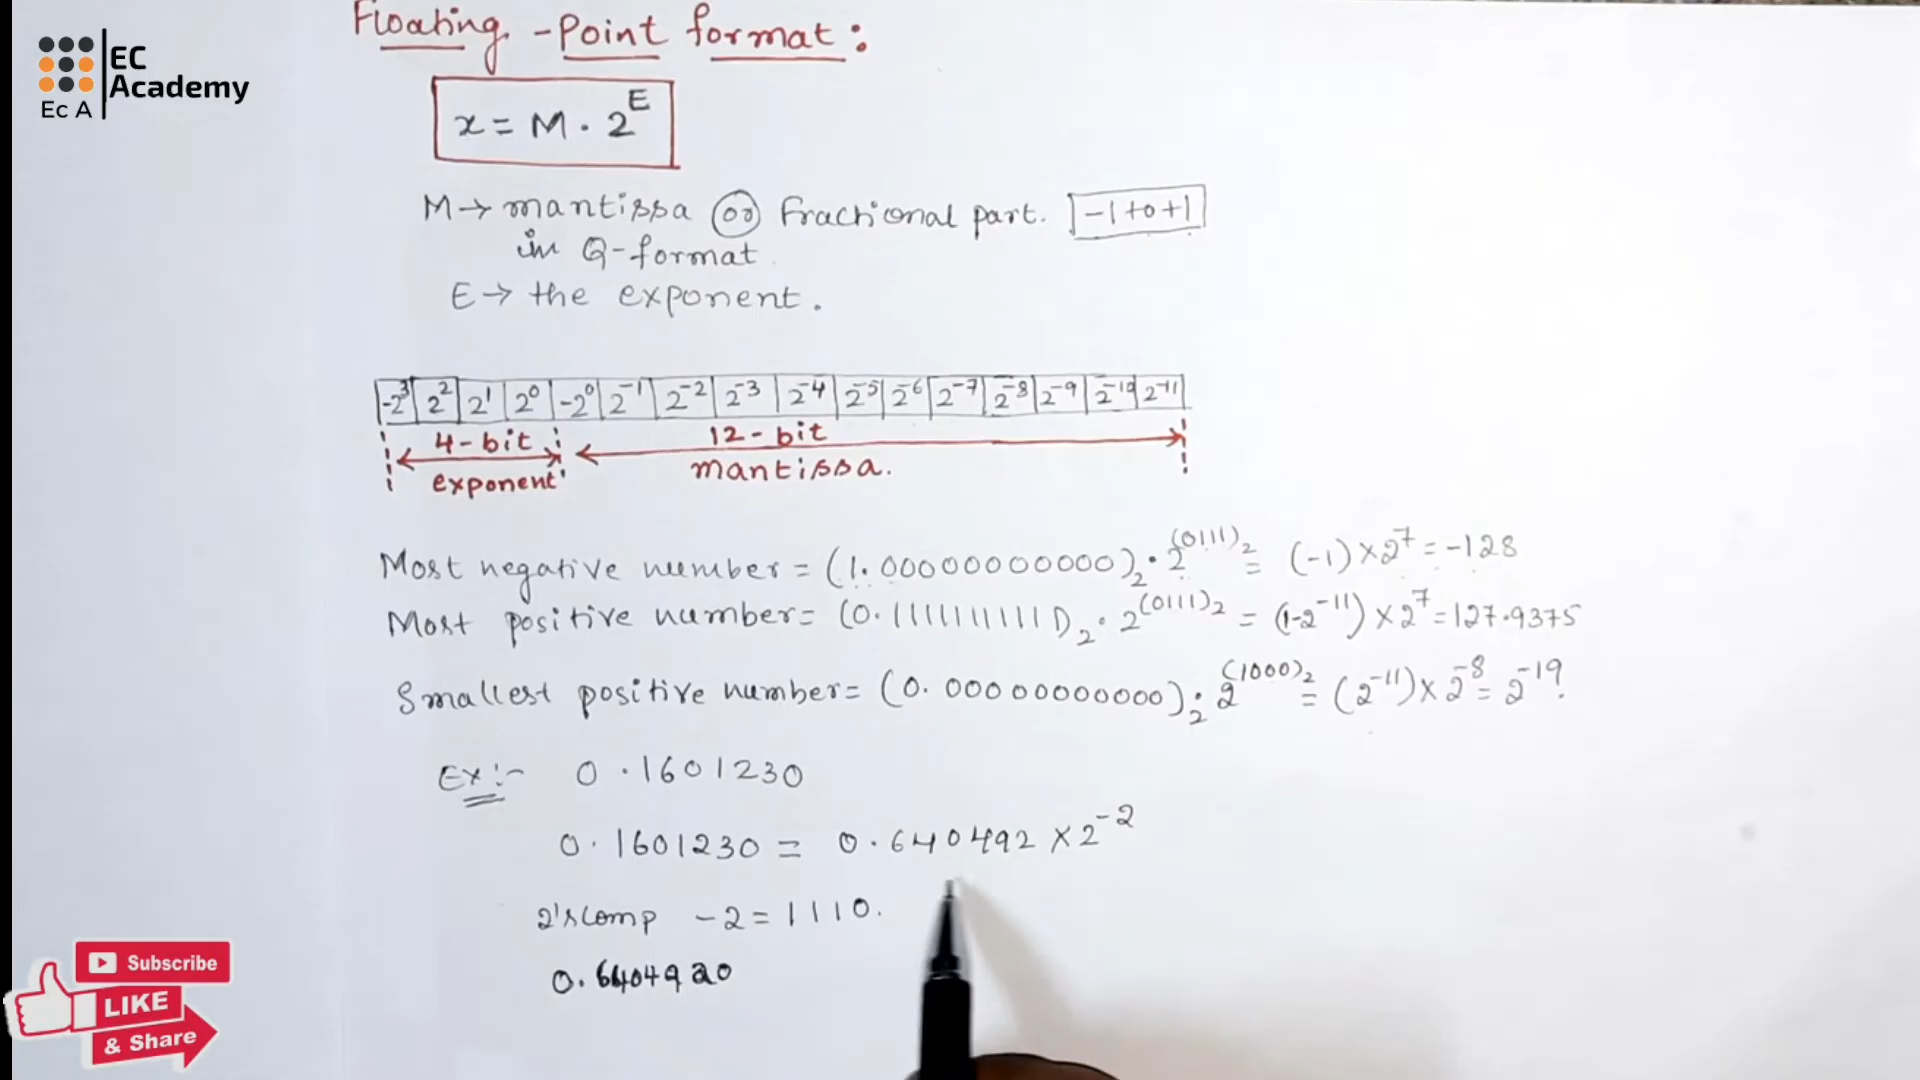 Floating-Point format:
EC
Academy
Ec A
x = M . 2^E
M → mantissa (or) Fractional part. -1 to +1
in Q-format
E → the exponent.
-2^3 2^2 2^1 2^0 -2^0 2^-1 2^-2 2^-3 2^-4 2^-5 2^-6 2^-7 2^-8 2^-9 2^-10 2^-11
4-bit 12-bit
exponent mantissa.
Most negative number = (1.00000000000)₂ . 2^(0111)₂ = (-1) × 2^7 = -128
Most positive number = (0.11111111111)₂ . 2^(0111)₂ = (1-2^-11) × 2^7 = 127.9375
Smallest positive number = (0.00000000000)₂ . 2^(1000)₂ = (2^-11) × 2^-8 = 2^-19.
Ex:- 0.1601230
0.1601230 = 0.640492 × 2^-2
2's Comp -2 = 1110.
0.6404920
Subscribe
LIKE
& Share